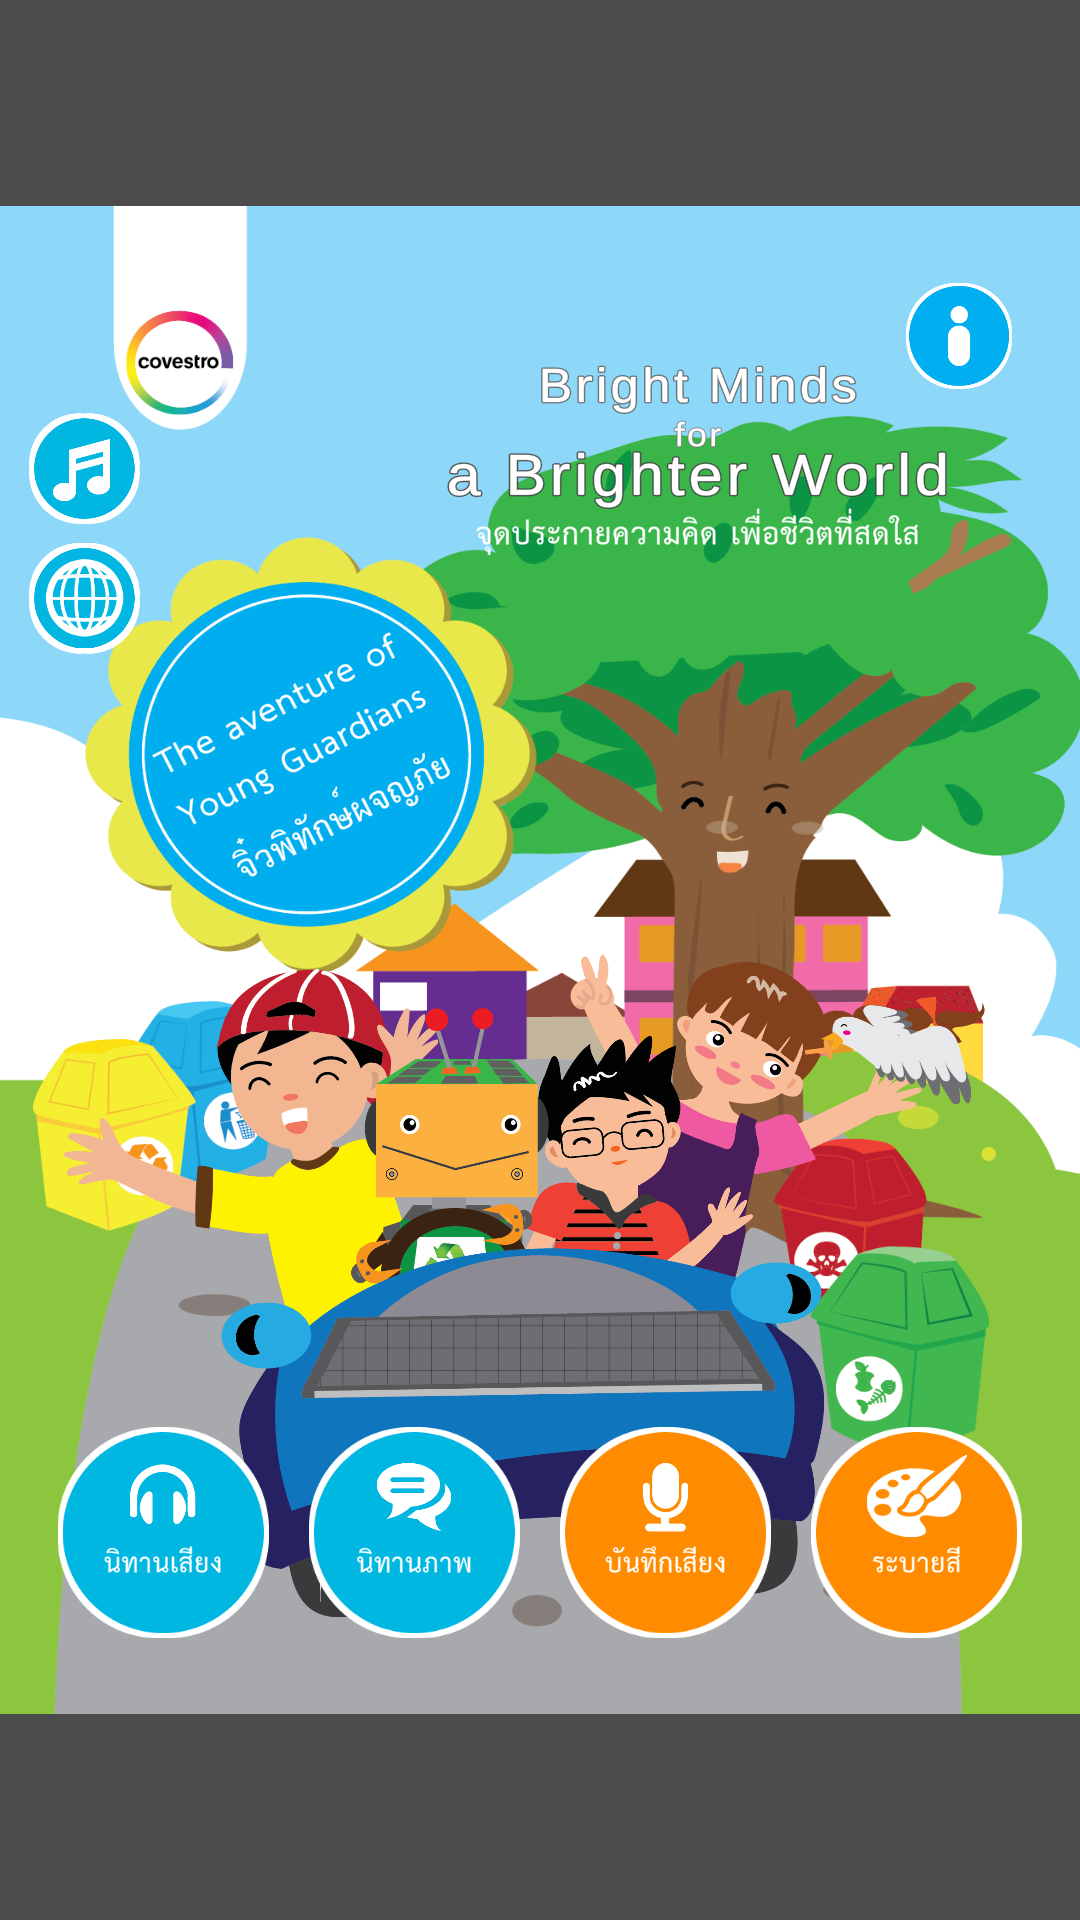 covestro
Bright Minds
for
a Brighter World
จุดประกายความคิด เพื่อชีวิตที่สดใส
The aventure of
Young Guardians
จิ๋วพิทักษ์ผจญภัย
นิทานเสียง
นิทานภาพ
บันทึกเสียง
ระบายสี